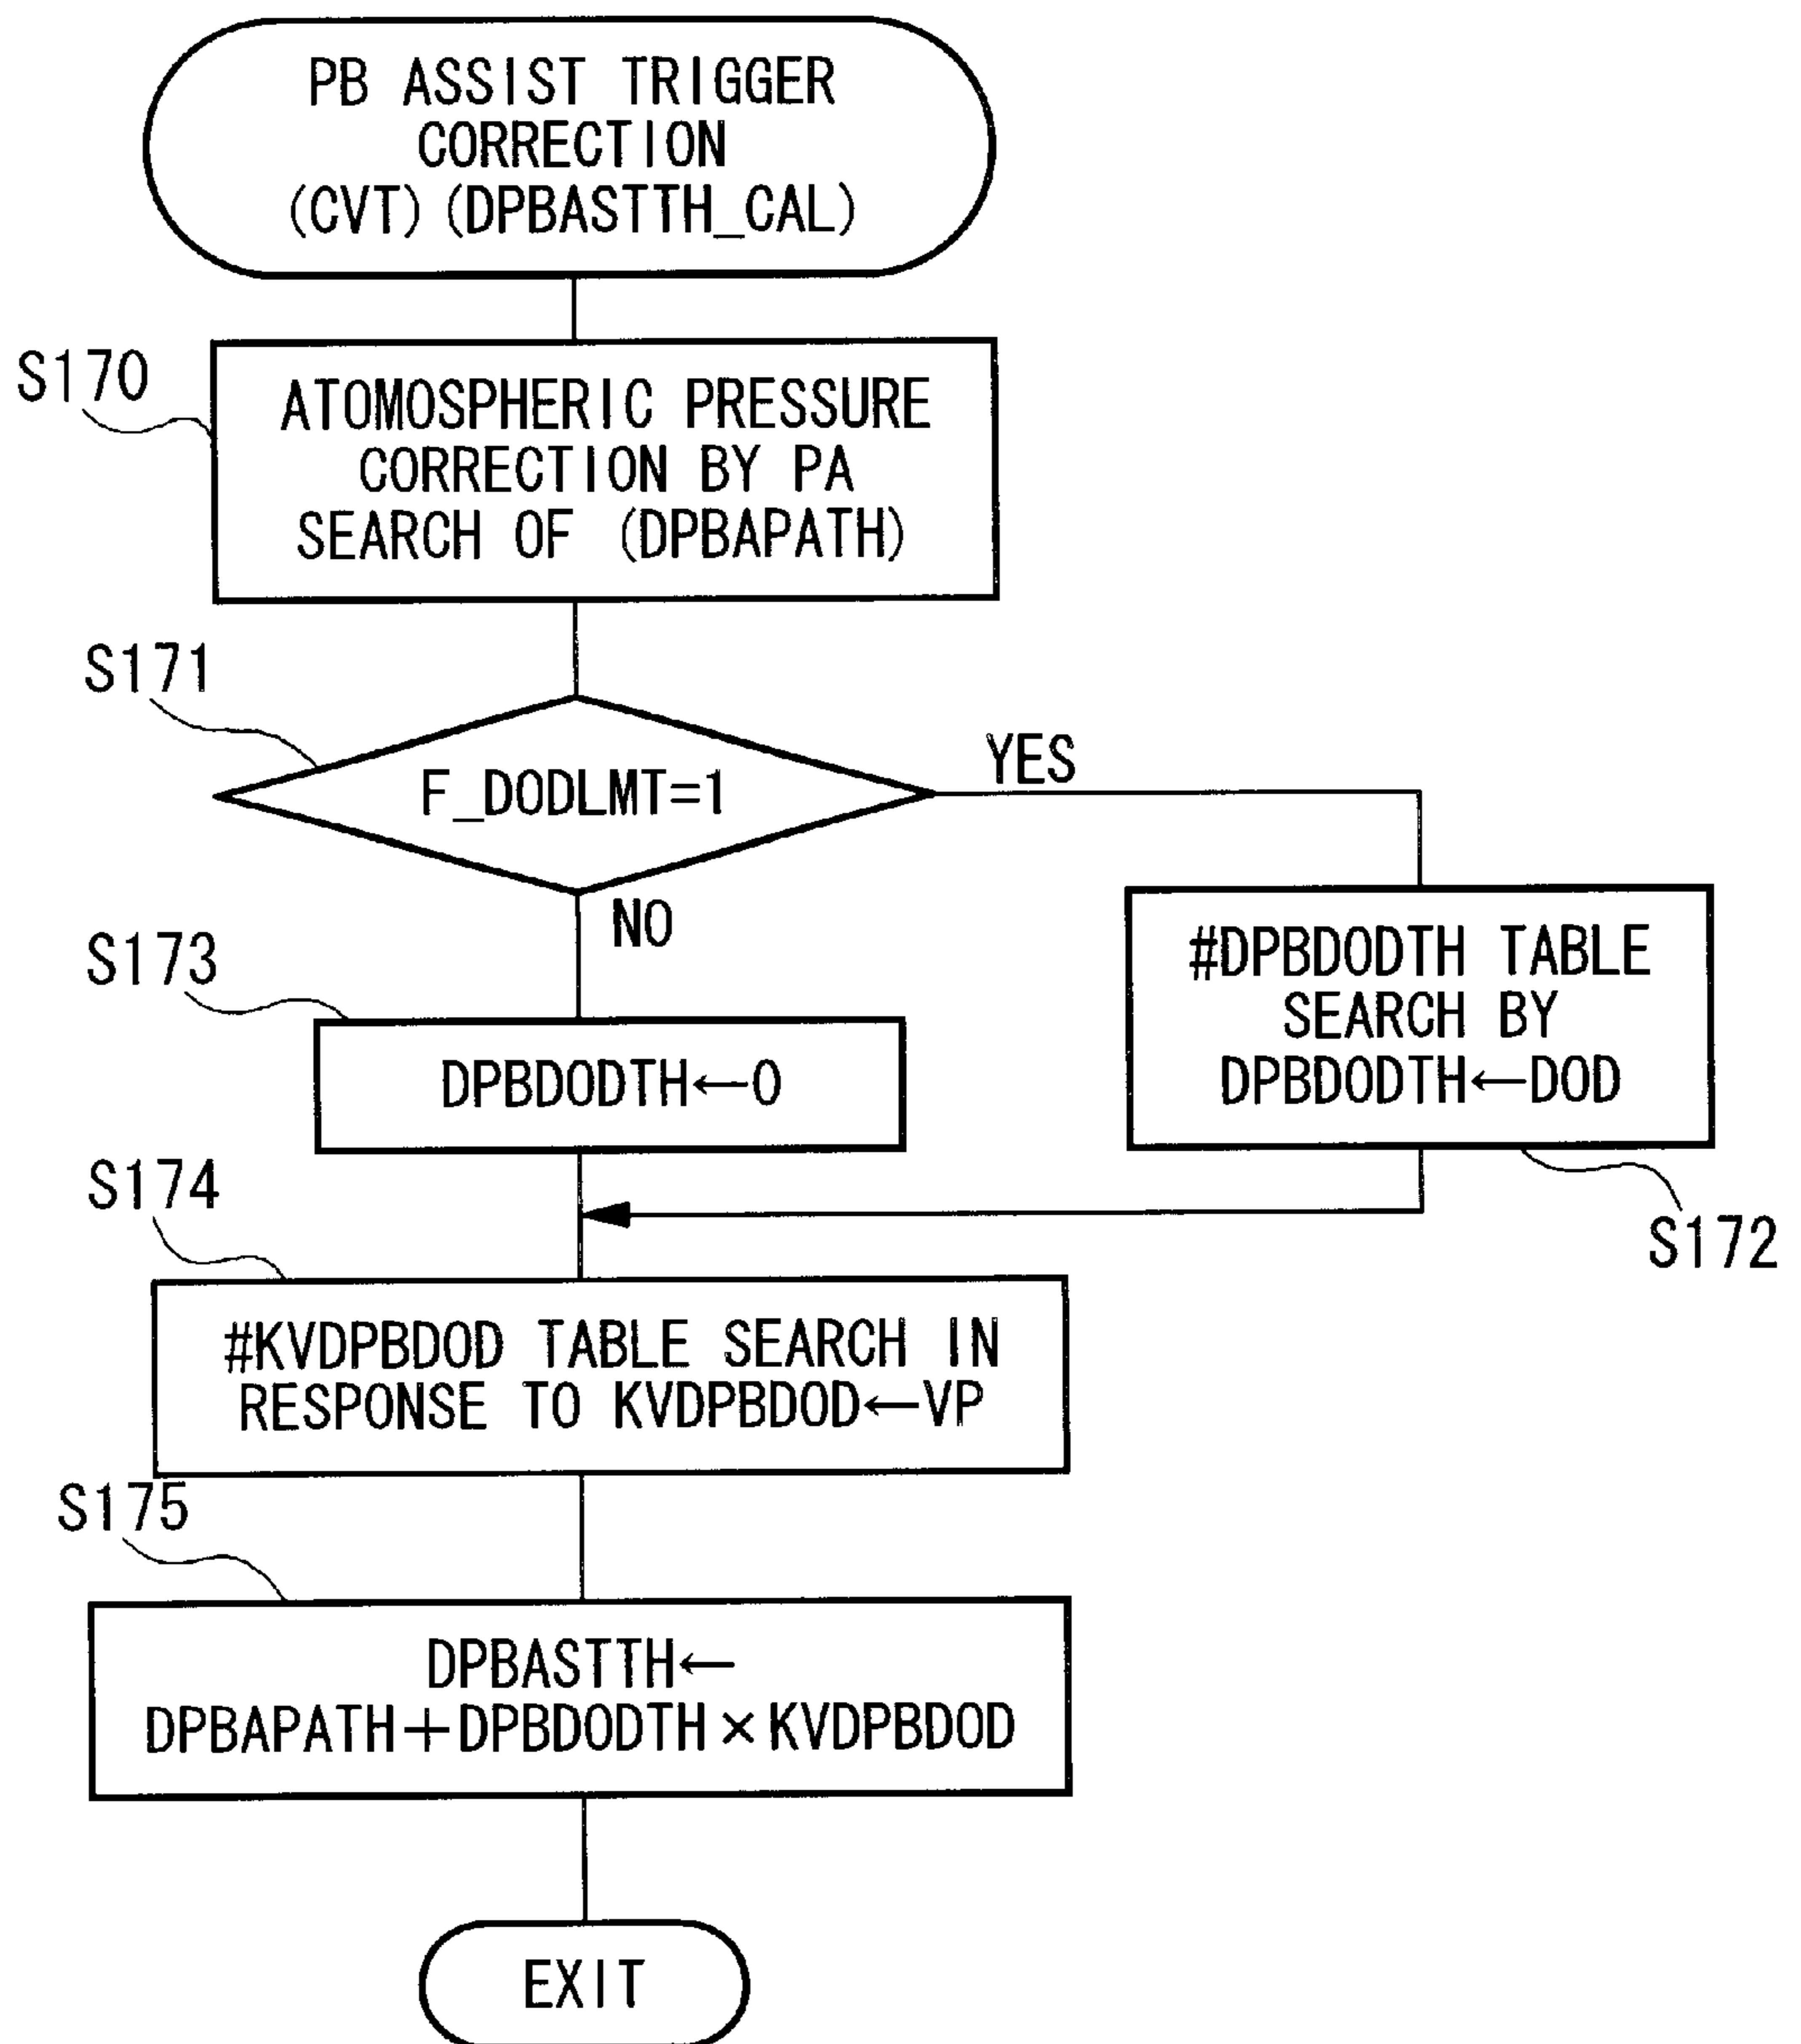 PB ASSIST TRIGGER
CORRECTION
(CVT) (DPBASTTH_CAL)
S170
ATOMOSPHERIC PRESSURE
CORRECTION BY PA
SEARCH OF (DPBAPATH)
S171
F_DODLMT=1
YES
NO
S173
DPBDODTH←0
#DPBDODTH TABLE
SEARCH BY
DPBDODTH←DOD
S172
S174
#KVDPBDOD TABLE SEARCH IN
RESPONSE TO KVDPBDOD←VP
S175
DPBASTTH←
DPBAPATH+DPBDODTH×KVDPBDOD
EXIT